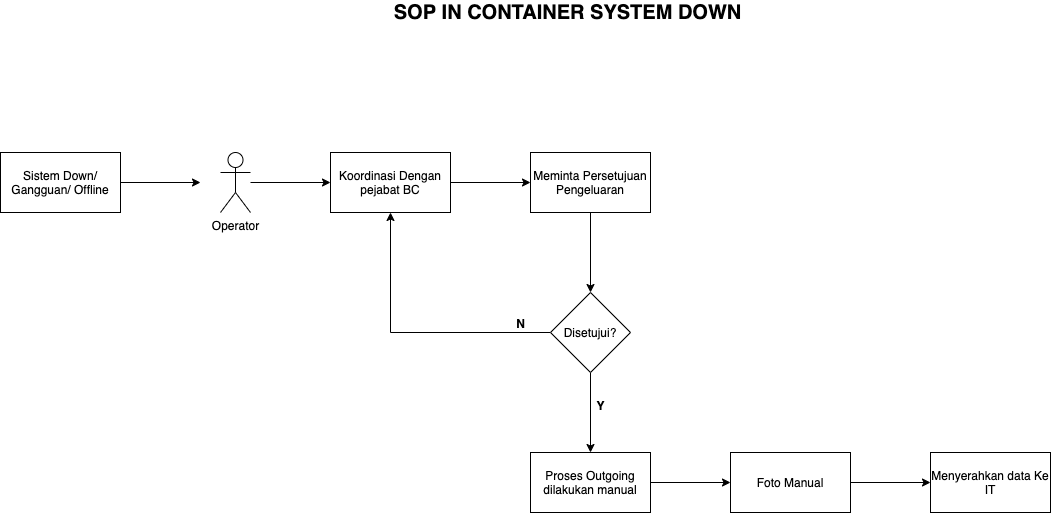 SOP IN CONTAINER SYSTEM DOWN
Sistem Down/
Gangguan/ Offline
Operator
Koordinasi Dengan
pejabat BC
Meminta Persetujuan
Pengeluaran
Disetujui?
N
Y
Proses Outgoing
dilakukan manual
Foto Manual
Menyerahkan data Ke
IT